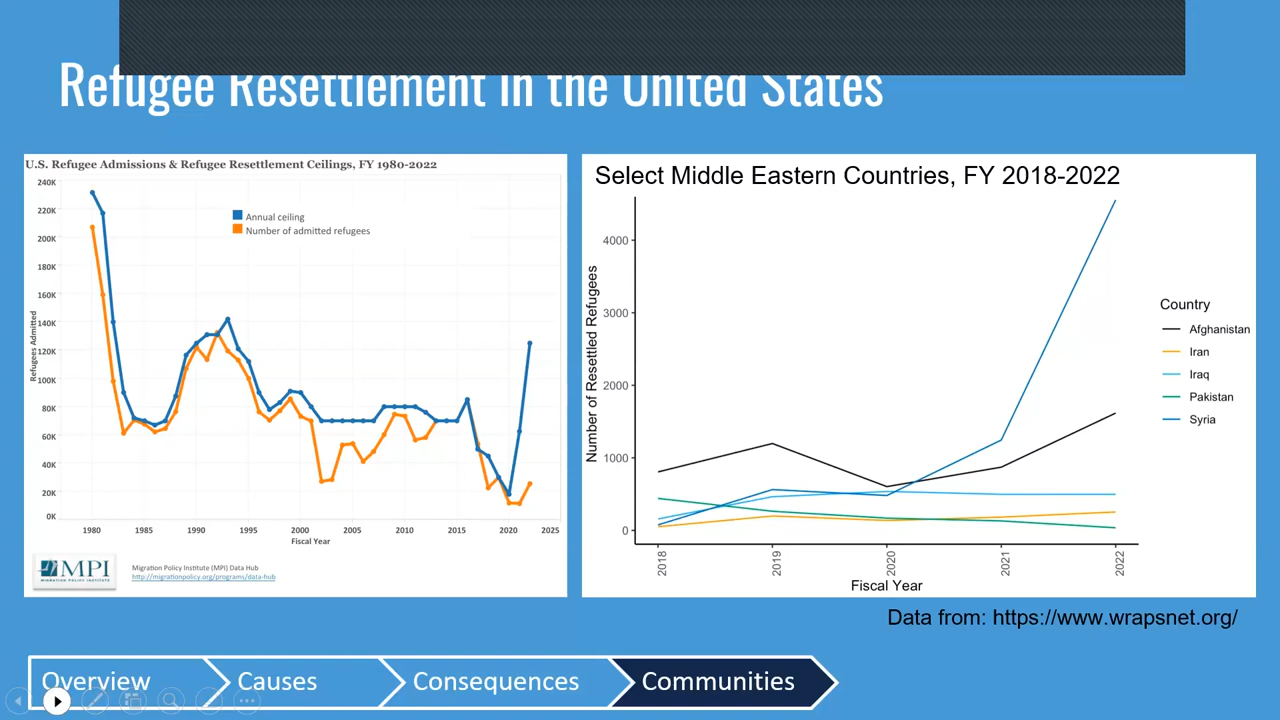 Refugee Resettlement in the United States
U.S. Refugee Admissions & Refugee Resettlement Ceilings, FY 1980-2022
240K
220K
200K
180K
160K
140K
120K
100K
80K
60K
40K
20K
0K
Refugees Admitted
Annual ceiling
Number of admitted refugees
1980 1985 1990 1995 2000 2005 2010 2015 2020 2025
Fiscal Year
MPI
MIGRATION POLICY INSTITUTE
Migration Policy Institute (MPI) Data Hub
http://migrationpolicy.org/programs/data-hub
Select Middle Eastern Countries, FY 2018-2022
4000
3000
2000
1000
0
Number of Resettled Refugees
2018 2019 2020 2021 2022
Fiscal Year
Country
Afghanistan
Iran
Iraq
Pakistan
Syria
Data from: https://www.wrapsnet.org/
Overview Causes Consequences Communities